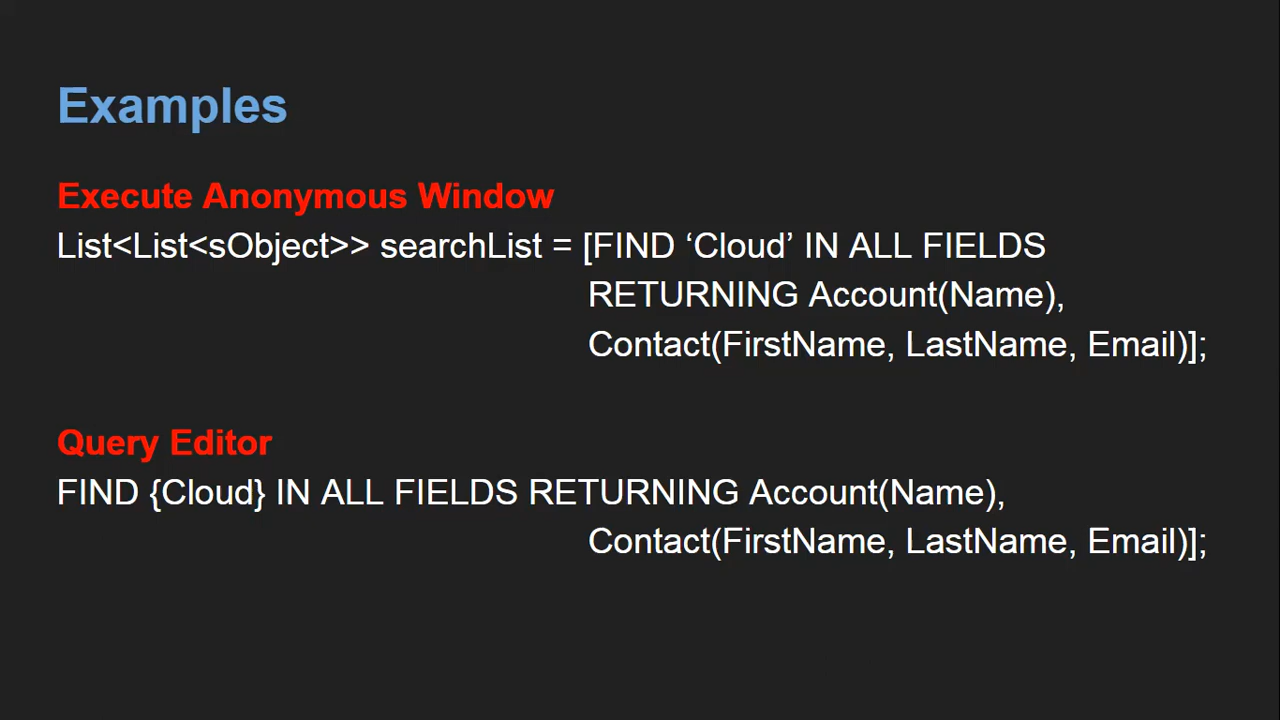 Examples
Execute Anonymous Window
List<List<sObject>> searchList = [FIND ‘Cloud’ IN ALL FIELDS
RETURNING Account(Name),
Contact(FirstName, LastName, Email)];
Query Editor
FIND {Cloud} IN ALL FIELDS RETURNING Account(Name),
Contact(FirstName, LastName, Email)];